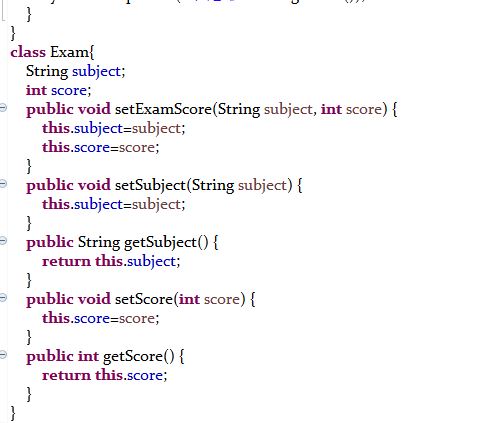 }
}
class Exam{
String subject;
int score;
public void setExamScore(String subject, int score) {
this.subject=subject;
this.score=score;
}
public void setSubject(String subject) {
this.subject=subject;
}
public String getSubject() {
return this.subject;
}
public void setScore(int score) {
this.score=score;
}
public int getScore() {
return this.score;
}
}